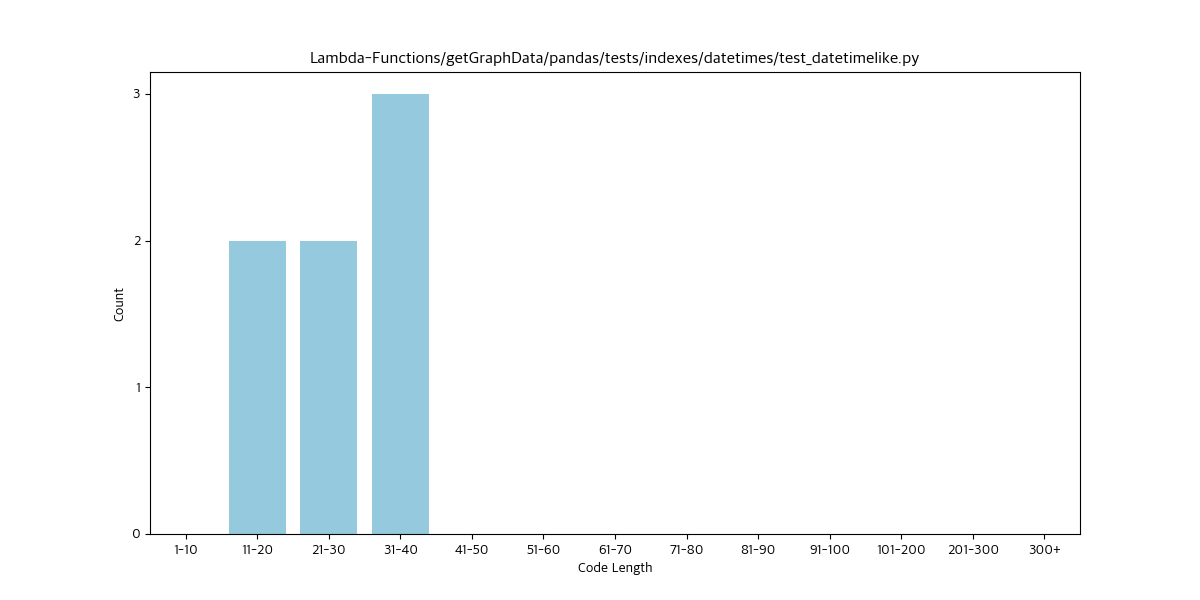 Lambda-Functions/getGraphData/pandas/tests/indexes/datetimes/test_datetimelike.py
3
2
1
0
Count
1-10 11-20 21-30 31-40 41-50 51-60 61-70 71-80 81-90 91-100 101-200 201-300 300+
Code Length